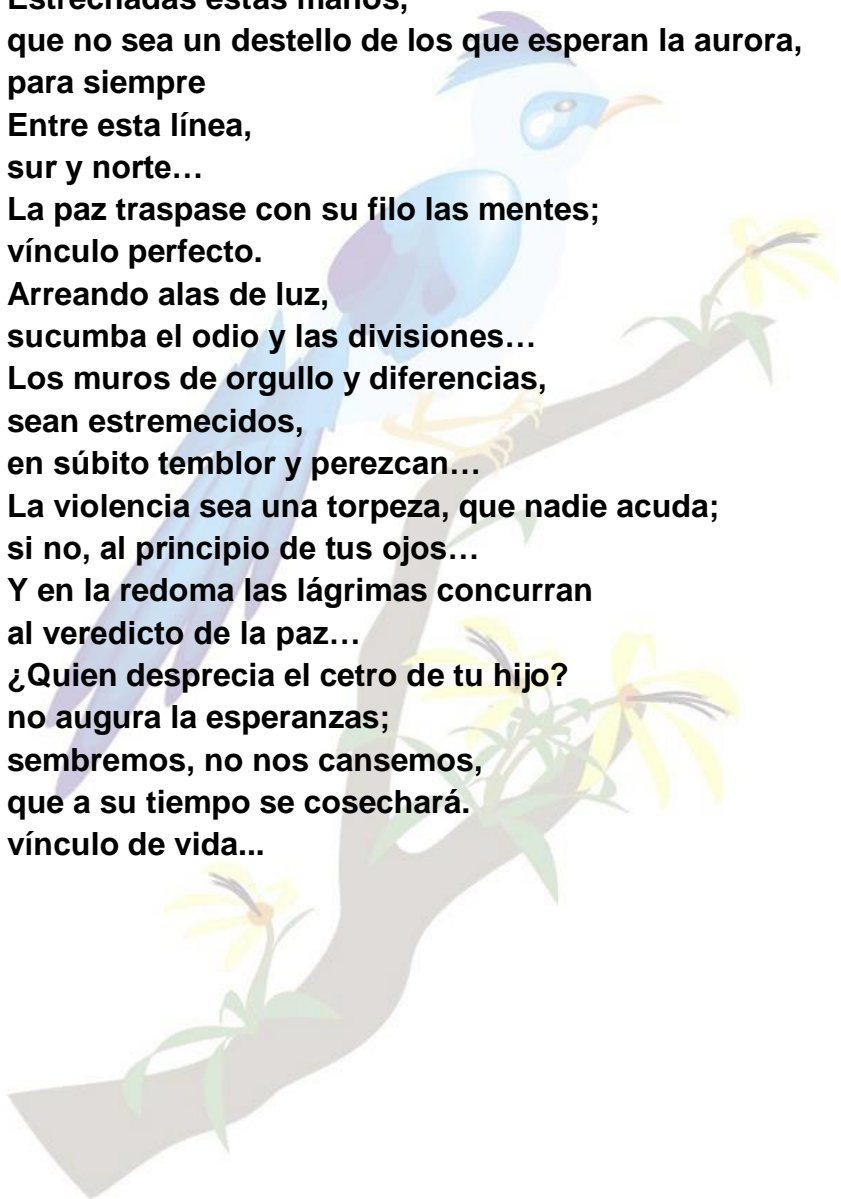 Estrechadas estas manos,
que no sea un destello de los que esperan la aurora,
para siempre
Entre esta línea,
sur y norte…
La paz traspase con su filo las mentes;
vínculo perfecto.
Arreando alas de luz,
sucumba el odio y las divisiones…
Los muros de orgullo y diferencias,
sean estremecidos,
en súbito temblor y perezcan…
La violencia sea una torpeza, que nadie acuda;
si no, al principio de tus ojos…
Y en la redoma las lágrimas concurran
al veredicto de la paz…
¿Quien desprecia el cetro de tu hijo?
no augura la esperanzas;
sembremos, no nos cansemos,
que a su tiempo se cosechará.
vínculo de vida...